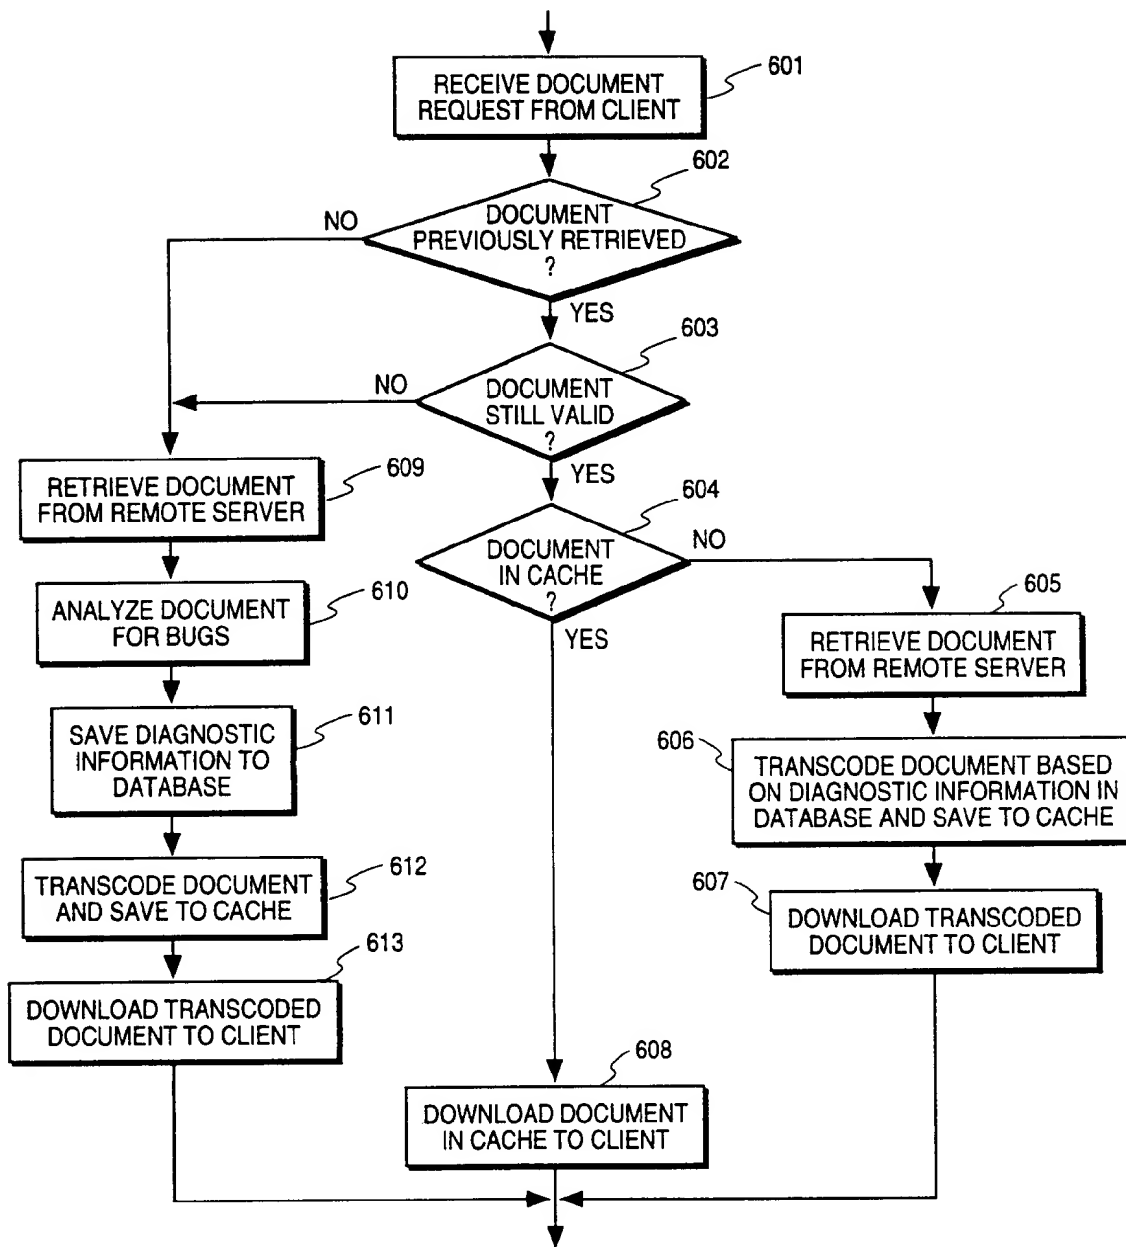 RECEIVE DOCUMENT
REQUEST FROM CLIENT
601
602
DOCUMENT
PREVIOUSLY RETRIEVED
?
NO
YES
603
DOCUMENT
STILL VALID
?
NO
YES
604
DOCUMENT
IN CACHE
?
NO
YES
605
RETRIEVE DOCUMENT
FROM REMOTE SERVER
606
TRANSCODE DOCUMENT BASED
ON DIAGNOSTIC INFORMATION IN
DATABASE AND SAVE TO CACHE
607
DOWNLOAD TRANSCODED
DOCUMENT TO CLIENT
608
DOWNLOAD DOCUMENT
IN CACHE TO CLIENT
609
RETRIEVE DOCUMENT
FROM REMOTE SERVER
610
ANALYZE DOCUMENT
FOR BUGS
611
SAVE DIAGNOSTIC
INFORMATION TO
DATABASE
612
TRANSCODE DOCUMENT
AND SAVE TO CACHE
613
DOWNLOAD TRANSCODED
DOCUMENT TO CLIENT